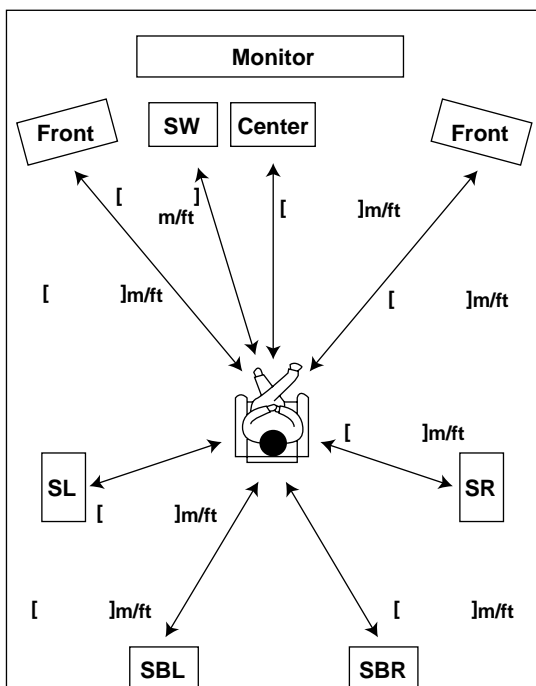 Monitor
Front SW Center Front
[ ]
m/ft
[ ]m/ft
[ ]m/ft
[ ]m/ft
[ ]m/ft
SL
SR
[ ]m/ft
[ ]m/ft
[ ]m/ft
SBL SBR